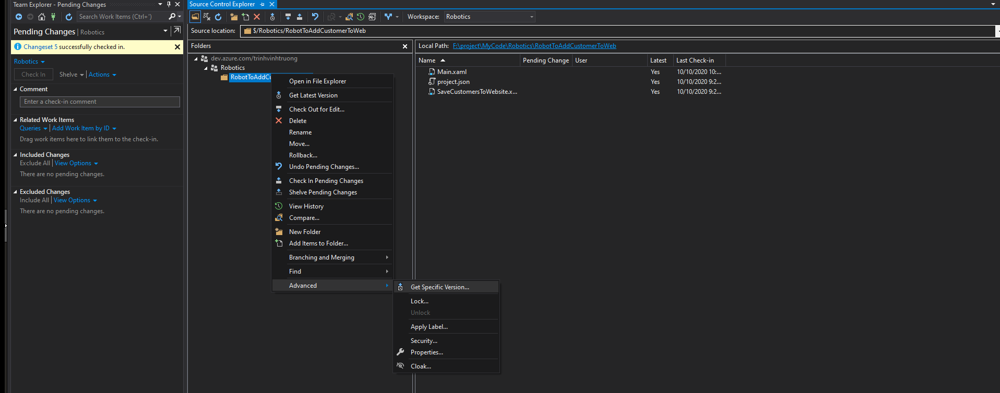 Team Explorer - Pending Changes
Search Work Items (Ctrl+')
Pending Changes | Robotics
Changeset 5 successfully checked in.
Robotics
Check In
Shelve
Actions
Comment
Enter a check-in comment
Related Work Items
Queries
Add Work Item by ID
Drag work items here to link them to the check-in.
Included Changes
Exclude All
View Options
There are no pending changes.
Excluded Changes
Include All
View Options
There are no pending changes.
Source Control Explorer
Workspace:
Robotics
Source location:
$/Robotics/RobotToAddCustomerToWeb
Folders
dev.azure.com/trinhvinhtruong
Robotics
RobotToAddCu
Open in File Explorer
Get Latest Version
Check Out for Edit...
Delete
Rename
Move...
Rollback...
Undo Pending Changes...
Check In Pending Changes
Shelve Pending Changes
View History
Compare...
New Folder
Add Items to Folder...
Branching and Merging
Find
Advanced
Get Specific Version...
Lock...
Unlock
Apply Label...
Security...
Properties...
Cloak...
Local Path:
F:\project\MyCode\Robotics\RobotToAddCustomerToWeb
Name Pending Change User Latest Last Check-in
Main.xaml Yes 10/10/2020 10:...
project.json Yes 10/10/2020 9:2...
SaveCustomersToWebsite.x... Yes 10/10/2020 9:2...